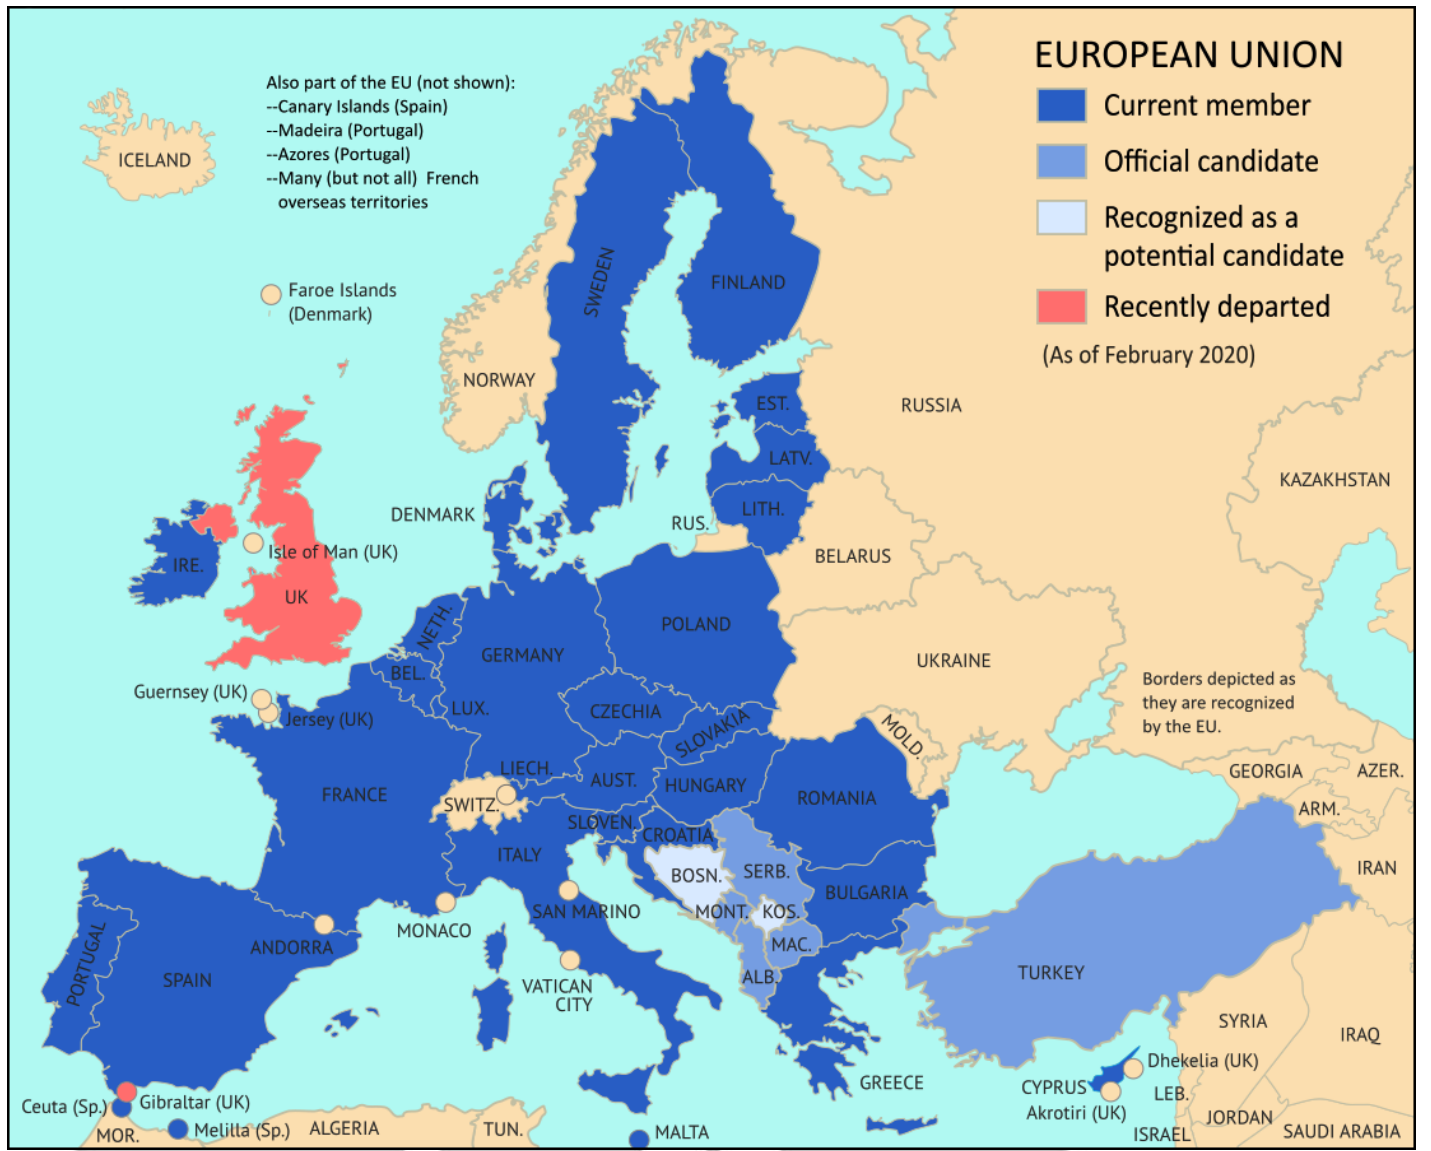 EUROPEAN UNION
Current member
Official candidate
Recognized as a
potential candidate
Recently departed
(As of February 2020)
Also part of the EU (not shown):
--Canary Islands (Spain)
--Madeira (Portugal)
--Azores (Portugal)
--Many (but not all)  French
overseas territories
ICELAND
Faroe Islands
(Denmark)
SWEDEN
FINLAND
NORWAY
RUSSIA
EST.
LATV.
LITH.
RUS.
KAZAKHSTAN
DENMARK
BELARUS
IRE.
Isle of Man (UK)
UK
NETH.
POLAND
GERMANY
UKRAINE
BEL.
LUX.
Guernsey (UK)
Jersey (UK)
CZECHIA
SLOVAKIA
MOLD.
Borders depicted as
they are recognized
by the EU.
LIECH.
AUST.
HUNGARY
FRANCE
SWITZ.
ROMANIA
GEORGIA
AZER.
ARM.
SLOVEN.
CROATIA
ITALY
BOSN.
SERB.
BULGARIA
IRAN
MONT.
KOS.
SAN MARINO
MONACO
ANDORRA
MAC.
ALB.
PORTUGAL
SPAIN
VATICAN
CITY
TURKEY
SYRIA
IRAQ
GREECE
CYPRUS
Dhekelia (UK)
Akrotiri (UK)
LEB.
JORDAN
ISRAEL
SAUDI ARABIA
Ceuta (Sp.)
Gibraltar (UK)
MOR.
Melilla (Sp.)
ALGERIA
TUN.
MALTA